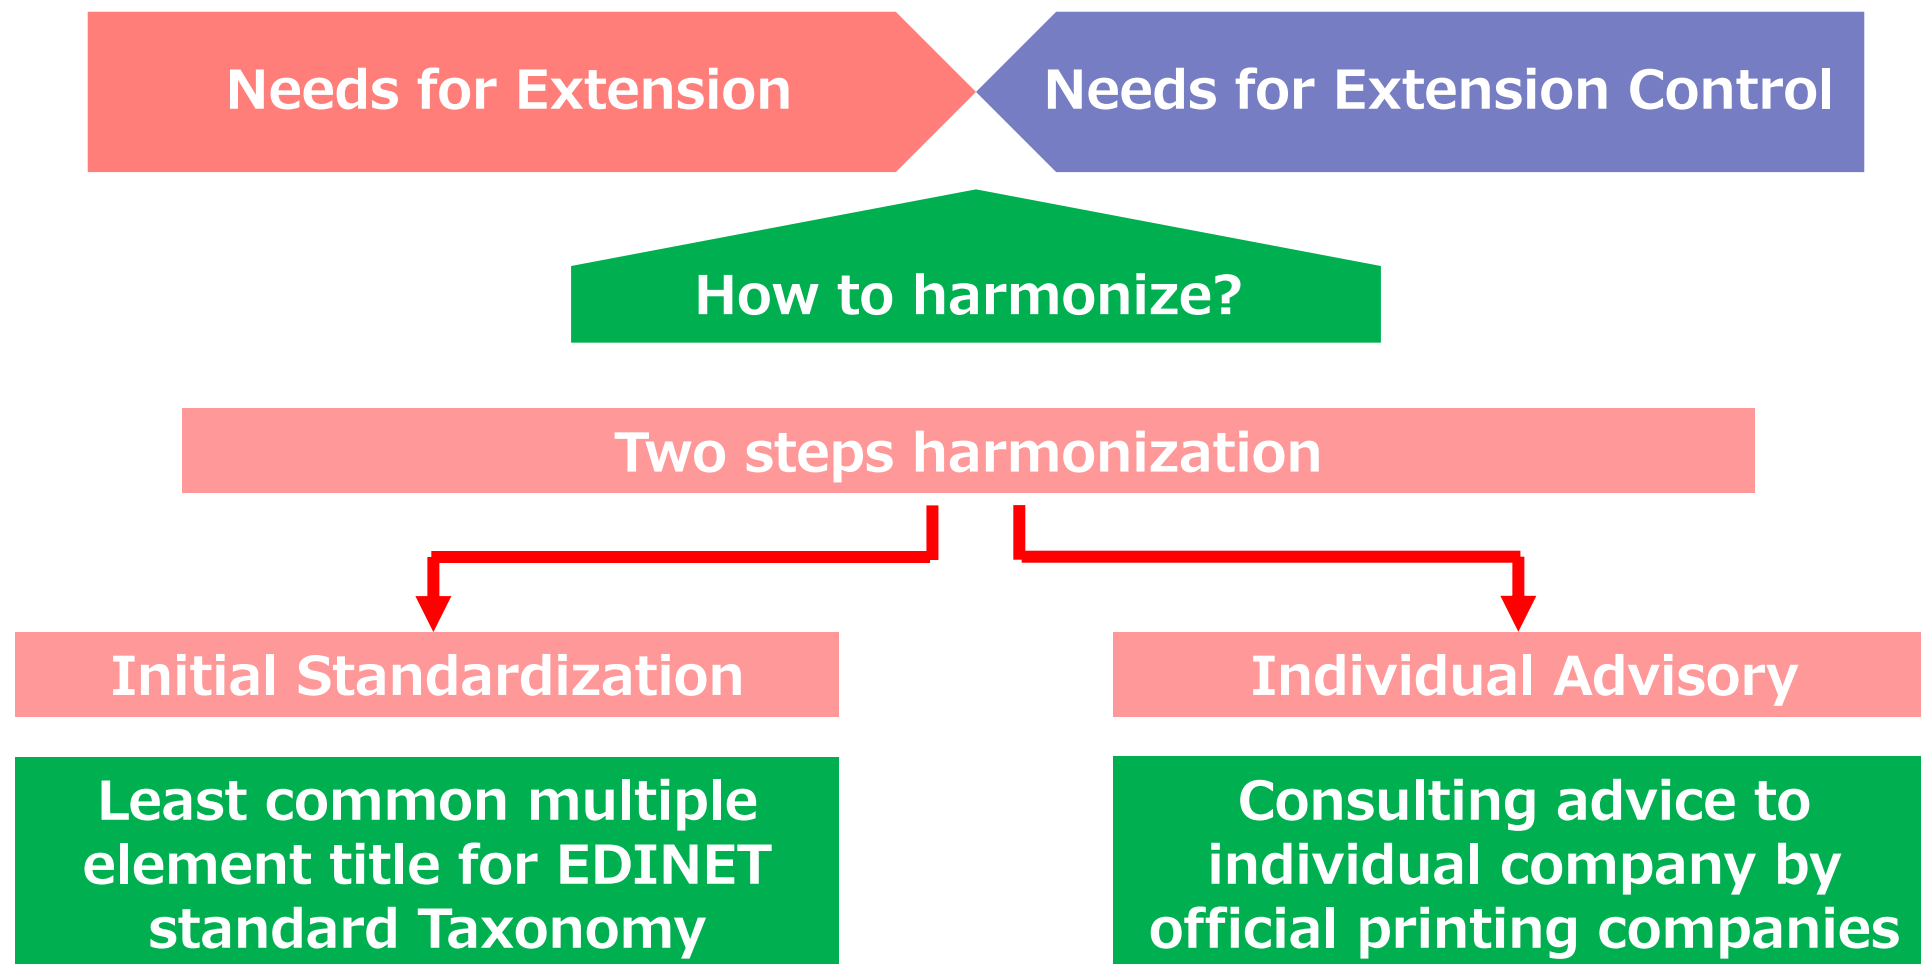 Needs for Extension
Needs for Extension Control
How to harmonize?
Two steps harmonization
Initial Standardization
Individual Advisory
Least common multiple
element title for EDINET
standard Taxonomy
Consulting advice to
individual company by
official printing companies